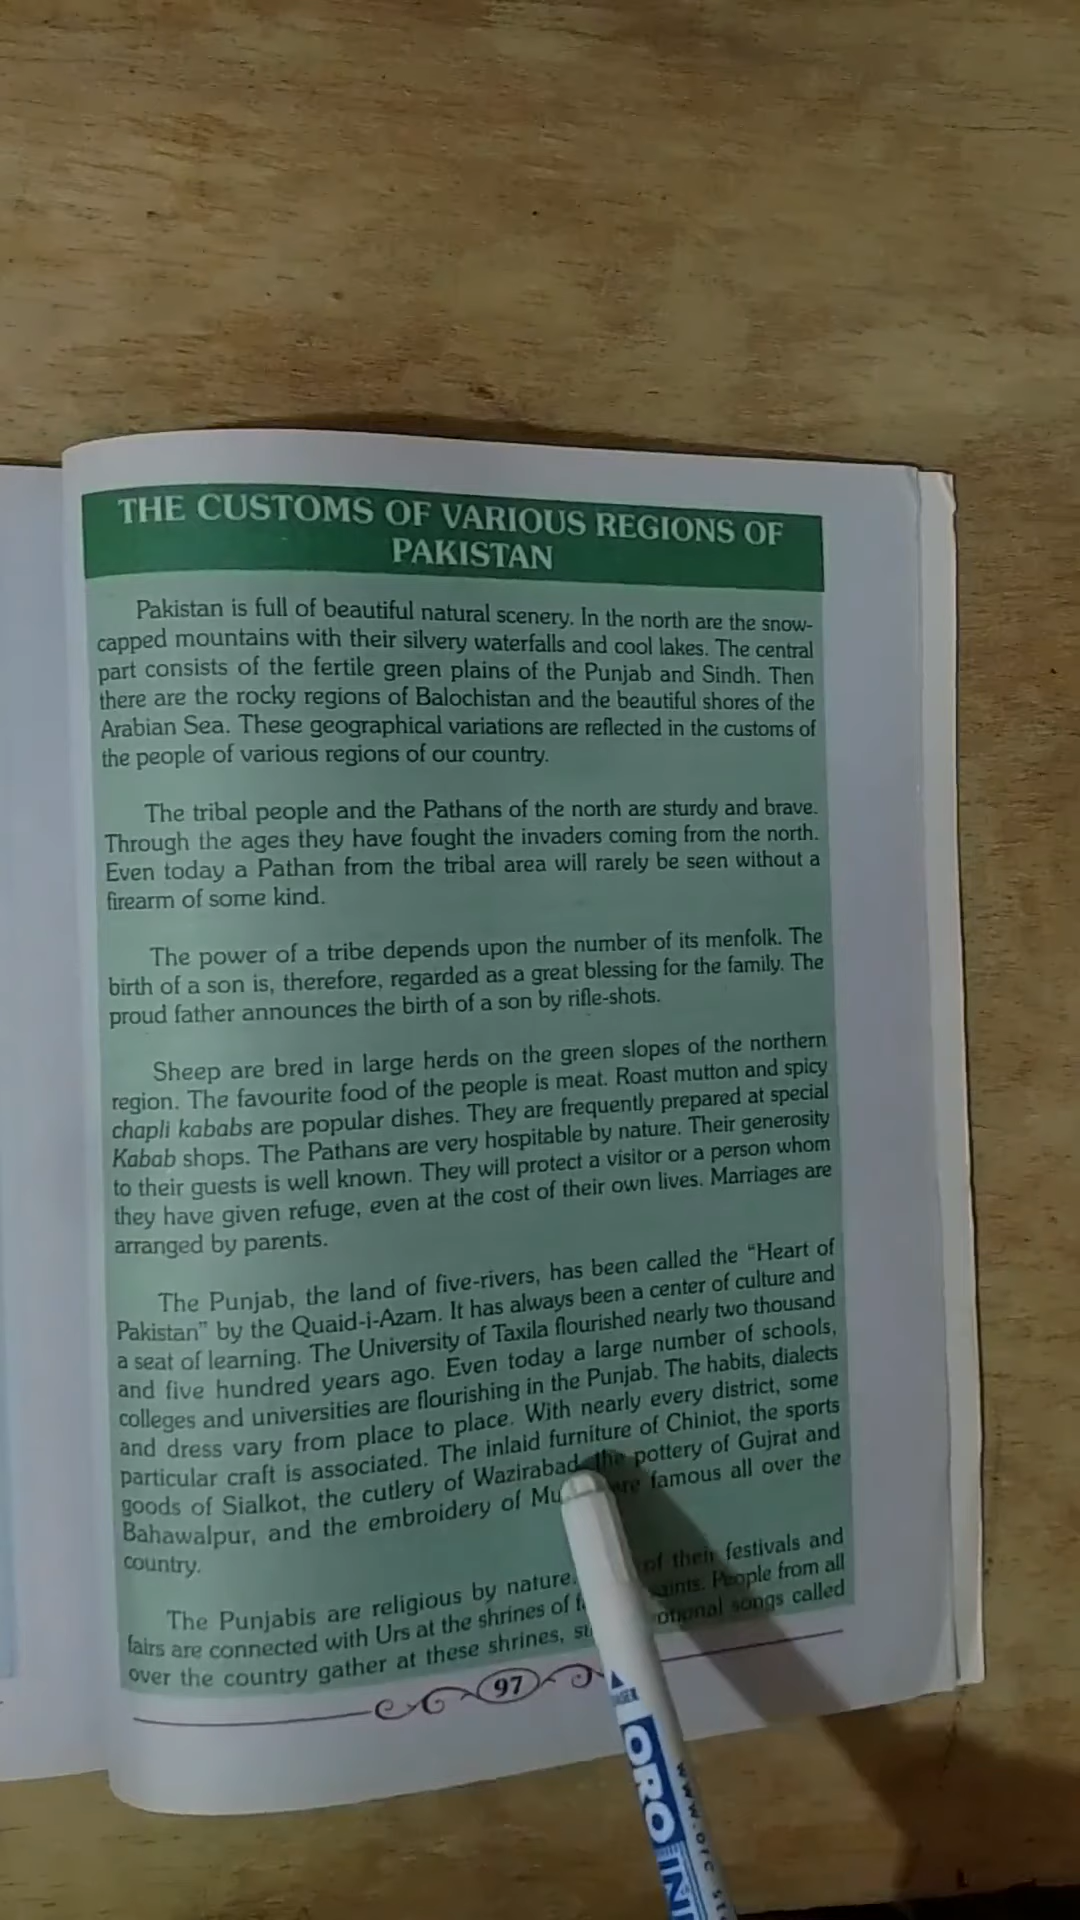 THE CUSTOMS OF VARIOUS REGIONS OF
PAKISTAN
Pakistan is full of beautiful natural scenery. In the north are the snow-
capped mountains with their silvery waterfalls and cool lakes. The central
part consists of the fertile green plains of the Punjab and Sindh. Then
there are the rocky regions of Balochistan and the beautiful shores of the
Arabian Sea. These geographical variations are reflected in the customs of
the people of various regions of our country.
The tribal people and the Pathans of the north are sturdy and brave.
Through the ages they have fought the invaders coming from the north.
Even today a Pathan from the tribal area will rarely be seen without a
firearm of some kind.
The power of a tribe depends upon the number of its menfolk. The
birth of a son is, therefore, regarded as a great blessing for the family. The
proud father announces the birth of a son by rifle-shots.
Sheep are bred in large herds on the green slopes of the northern
region. The favourite food of the people is meat. Roast mutton and spicy
chapli kababs are popular dishes. They are frequently prepared at special
Kabab shops. The Pathans are very hospitable by nature. Their generosity
to their guests is well known. They will protect a visitor or a person whom
they have given refuge, even at the cost of their own lives. Marriages are
arranged by parents.
The Punjab, the land of five-rivers, has been called the "Heart of
Pakistan" by the Quaid-i-Azam. It has always been a center of culture and
a seat of learning. The University of Taxila flourished nearly two thousand
and five hundred years ago. Even today a large number of schools,
colleges and universities are flourishing in the Punjab. The habits, dialects
and dress vary from place to place. With nearly every district, some
particular craft is associated. The inlaid furniture of Chiniot, the sports
goods of Sialkot, the cutlery of Wazirabad, the pottery of Gujrat and
Bahawalpur, and the embroidery of are famous all over the
country.
The Punjabis are religious by nature. of their festivals and
fairs are connected with Urs at the shrines of saints. People from all
over the country gather at these shrines, songs called
97
ORO